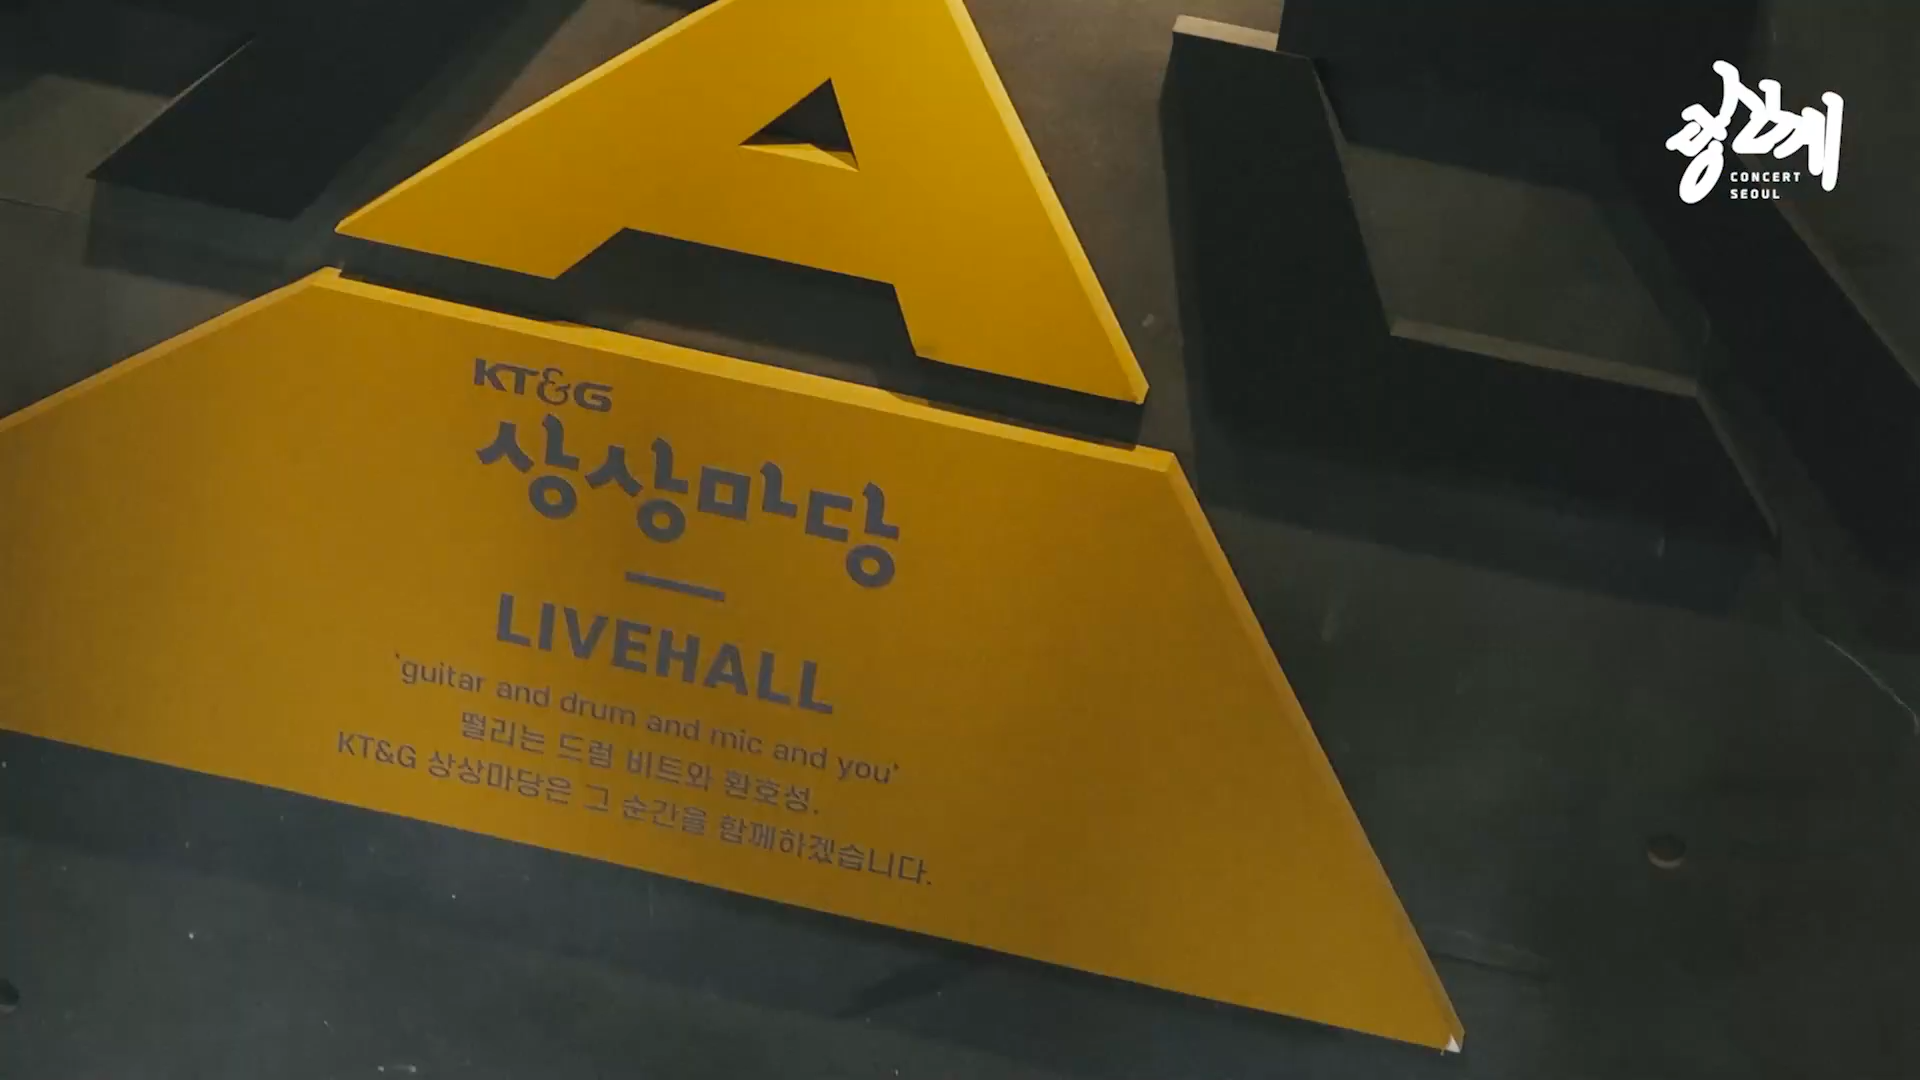 A
KT&G
상상마당
LIVEHALL
'guitar and drum and mic and you'
떨리는 드럼 비트와 환호성.
KT&G 상상마당은 그 순간을 함께하겠습니다.
CONCERT
SEOUL